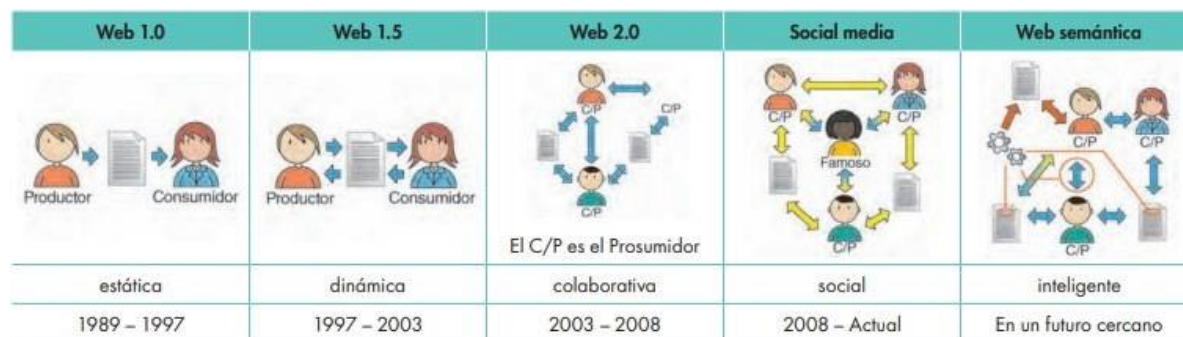 Web 1.0
Web 1.5
Web 2.0
Social media
Web semántica
Productor
Consumidor
Productor
Consumidor
C/P
C/P
C/P
El C/P es el Prosumidor
C/P
C/P
Famoso
C/P
C/P
C/P
C/P
estática
dinámica
colaborativa
social
inteligente
1989 – 1997
1997 – 2003
2003 – 2008
2008 – Actual
En un futuro cercano